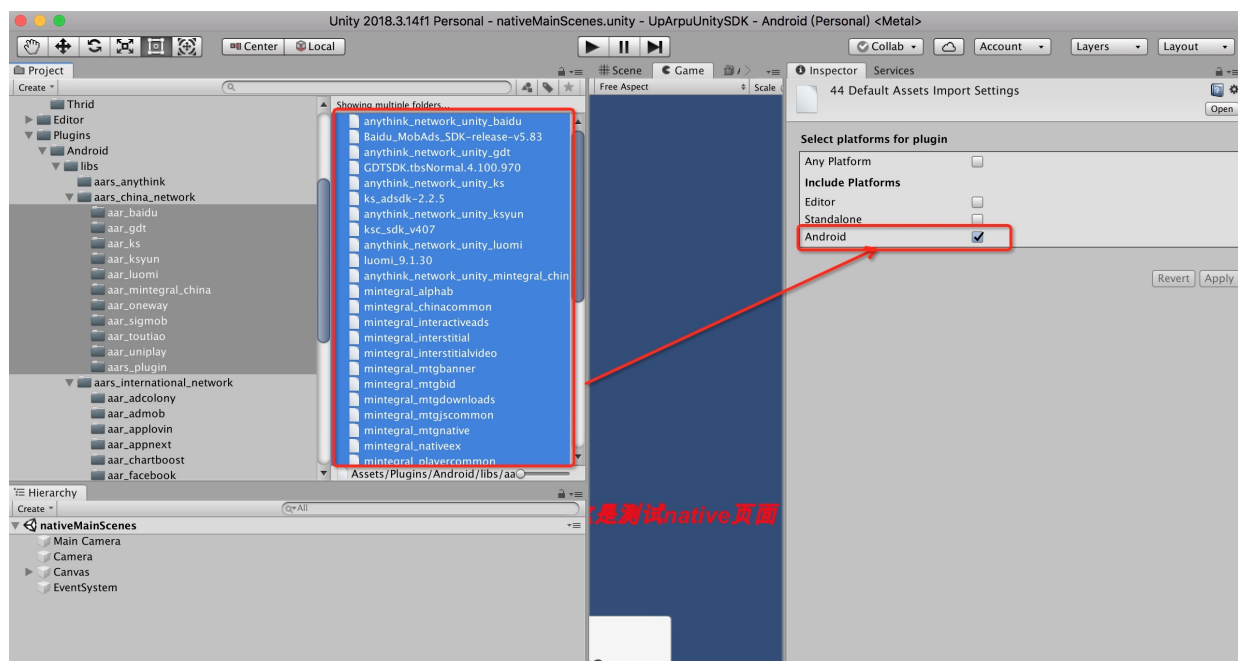 Unity 2018.3.14f1 Personal - nativeMainScenes.unity - UpArpuUnitySDK - Android (Personal) <Metal>
Center
Local
Collab
Account
Layers
Layout
Project
Create
Thrid
Editor
Plugins
Android
libs
aars_anythink
aars_china_network
aar_baidu
aar_gdt
aar_ks
aar_ksyun
aar_luomi
aar_mintegral_china
aar_oneway
aar_sigmob
aar_toutiao
aar_uniplay
aars_plugin
aars_international_network
aar_adcolony
aar_admob
aar_applovin
aar_appnext
aar_chartboost
aar_facebook
Showing multiple folders...
anythink_network_unity_baidu
Baidu_MobAds_SDK-release-v5.83
anythink_network_unity_gdt
GDTSDK.tbsNormal.4.100.970
anythink_network_unity_ks
ks_adsdk-2.2.5
anythink_network_unity_ksyun
ksc_sdk_v407
anythink_network_unity_luomi
luomi_9.1.30
anythink_network_unity_mintegral_chin
mintegral_alphab
mintegral_chinacommon
mintegral_interactiveads
mintegral_interstitial
mintegral_interstitialvideo
mintegral_mtgbanner
mintegral_mtgbid
mintegral_mtgdownloads
mintegral_mtgjscommon
mintegral_mtgnative
mintegral_nativeex
mintegral_playercommon
Assets/Plugins/Android/libs/aa
Hierarchy
Create
All
nativeMainScenes
Main Camera
Camera
Canvas
EventSystem
Scene
Game
Free Aspect
Scale
是测试native页面
Inspector
Services
44 Default Assets Import Settings
Open
Select platforms for plugin
Any Platform
Include Platforms
Editor
Standalone
Android
Revert
Apply